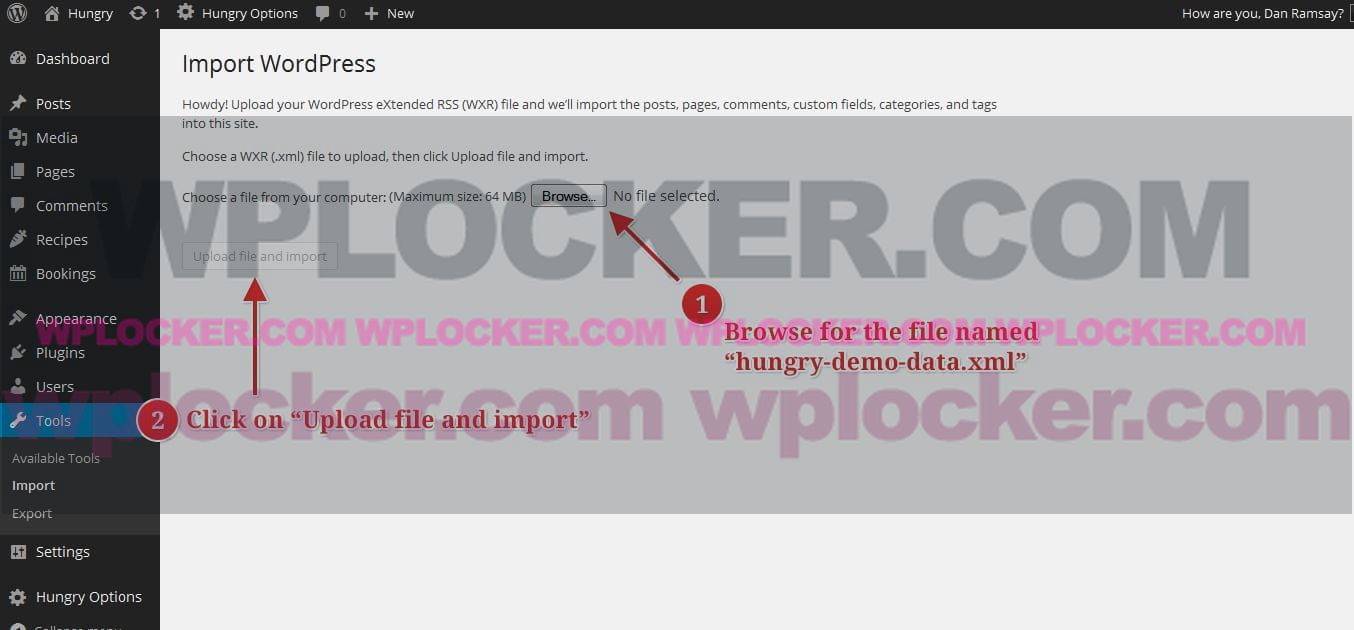 Hungry 1 Hungry Options 0 New How are you, Dan Ramsay?
Dashboard
Posts
Media
Pages
Comments
Recipes
Bookings
Appearance
Plugins
Users
Tools
Available Tools
Import
Export
Settings
Hungry Options
Collapse menu
Import WordPress
Howdy! Upload your WordPress eXtended RSS (WXR) file and we’ll import the posts, pages, comments, custom fields, categories, and tags
into this site.
Choose a WXR (.xml) file to upload, then click Upload file and import.
Choose a file from your computer: (Maximum size: 64 MB) Browse... No file selected.
WPLOCKER.COM
Upload file and import
1
Browse for the file named
“hungry-demo-data.xml”
WPLOCKER.COM WPLOCKER.COM WPLOCKER.COM WPLOCKER.COM
2 Click on “Upload file and import”
wplocker.com wplocker.com